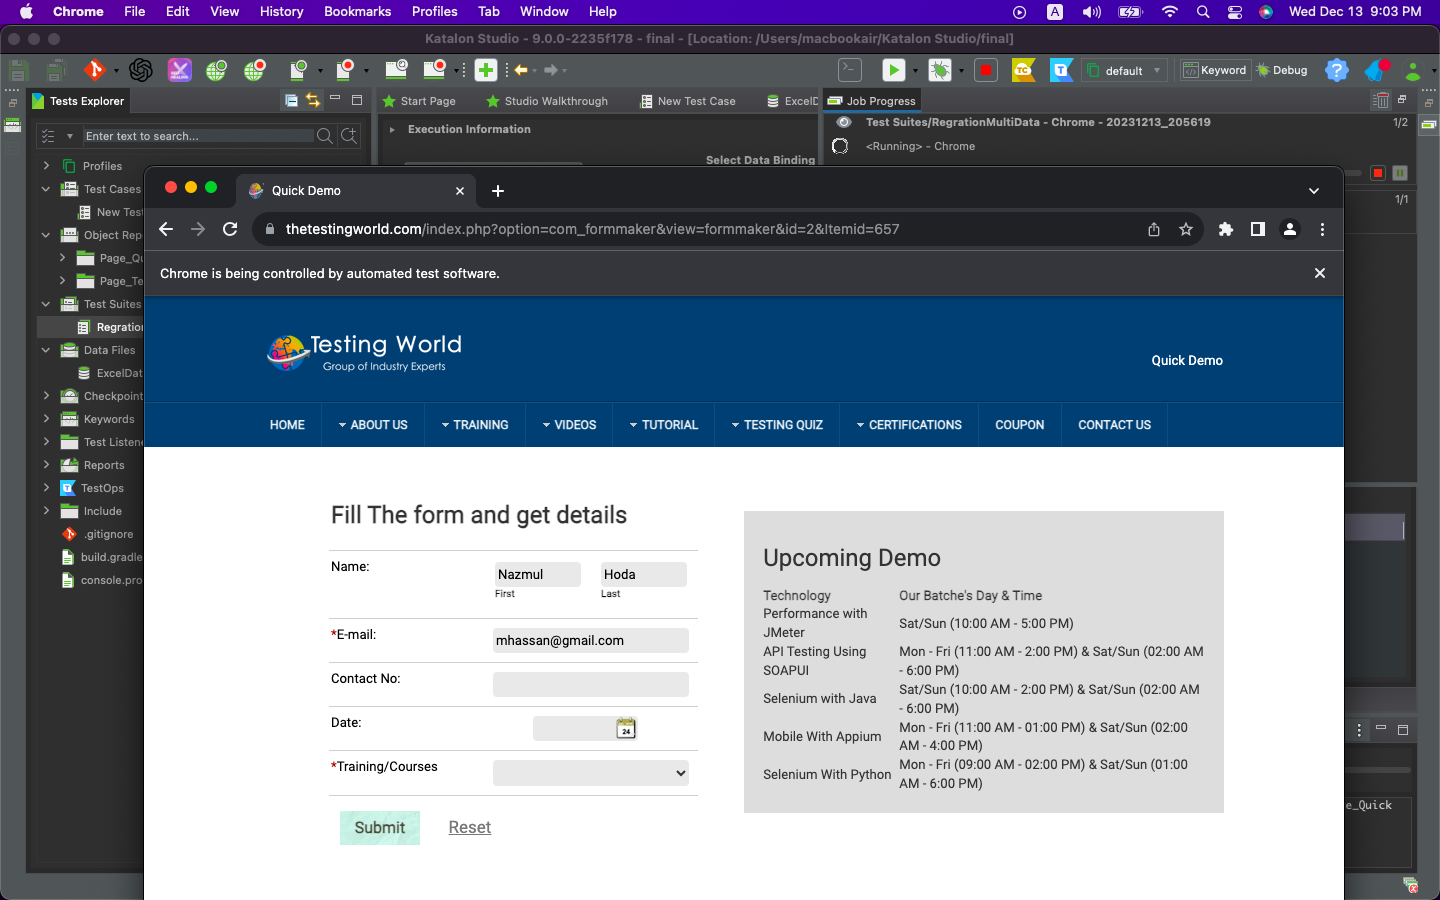 Chrome File Edit View History Bookmarks Profiles Tab Window Help A Wed Dec 13 9:03 PM
Katalon Studio - 9.0.0-2235f178 - final - [Location: /Users/macbookair/Katalon Studio/final]
default Keyword Debug
Tests Explorer
Start Page Studio Walkthrough New Test Case ExcelD
Job Progress
Enter text to search...
Execution Information
Select Data Binding
Test Suites/RegrationMultiData - Chrome - 20231213_205619 1/2
<Running> - Chrome
1/1
Profiles
Test Cases
New Test
Object Rep
Page_Qu
Page_Te
Test Suites
Regration
Data Files
ExcelDat
Checkpoint
Keywords
Test Listene
Reports
TestOps
Include
.gitignore
build.gradle
console.pro
Quick Demo
thetestingworld.com/index.php?option=com_formmaker&view=formmaker&id=2&Itemid=657
Chrome is being controlled by automated test software.
Testing World
Group of Industry Experts
Quick Demo
HOME ABOUT US TRAINING VIDEOS TUTORIAL TESTING QUIZ CERTIFICATIONS COUPON CONTACT US
Fill The form and get details
Name:
Nazmul Hoda
First Last
*E-mail:
mhassan@gmail.com
Contact No:
Date:
24
*Training/Courses
Submit Reset
Upcoming Demo
Technology Our Batche's Day & Time
Performance with
JMeter
Sat/Sun (10:00 AM - 5:00 PM)
API Testing Using
SOAPUI
Mon - Fri (11:00 AM - 2:00 PM) & Sat/Sun (02:00 AM
- 6:00 PM)
Selenium with Java
Sat/Sun (10:00 AM - 2:00 PM) & Sat/Sun (02:00 AM
- 6:00 PM)
Mobile With Appium
Mon - Fri (11:00 AM - 01:00 PM) & Sat/Sun (02:00
AM - 4:00 PM)
Selenium With Python
Mon - Fri (09:00 AM - 02:00 PM) & Sat/Sun (01:00
AM - 6:00 PM)
e_Quick